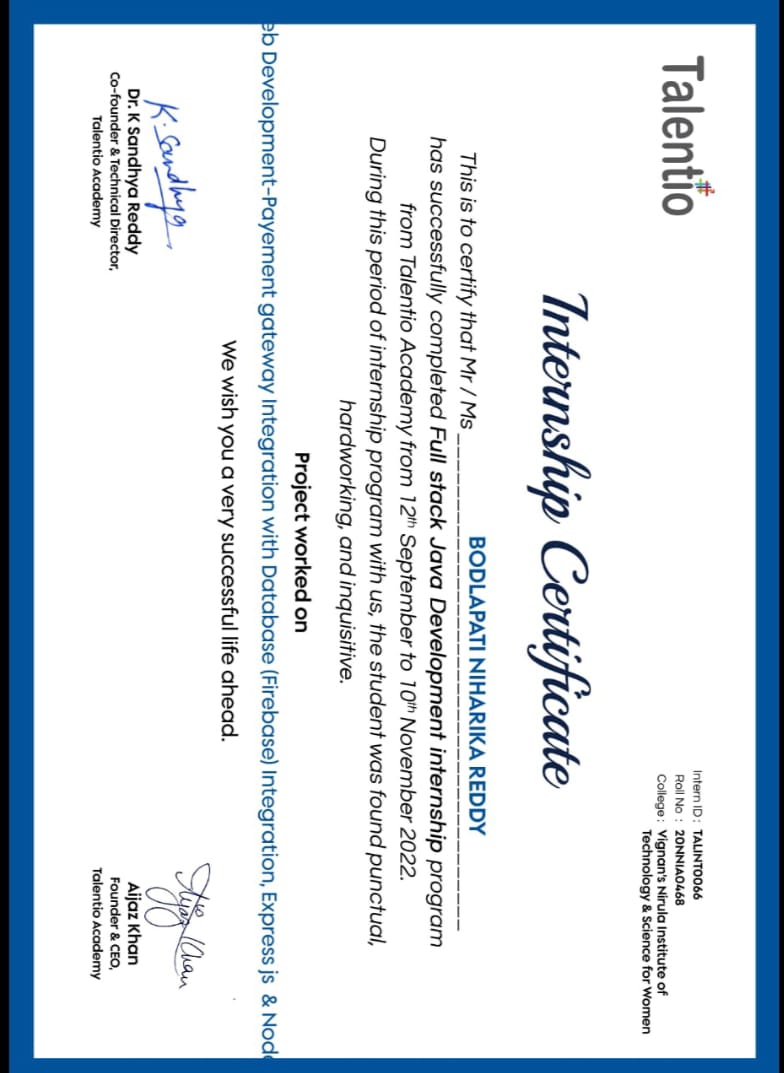 Talentio
Intern ID : TALINT0066
Roll No : 20NNIA0468
College : Vignan's Nirula Institute of
Technology & Science for Women
Internship Certificate
This is to certify that Mr / Ms BODLAPATI NIHARIKA REDDY
has successfully completed Full stack Java Development internship program
from Talentio Academy from 12th September to 10th November 2022.
During this period of internship program with us, the student was found punctual,
hardworking, and inquisitive.
Project worked on
eb Development-Payement gateway Integration with Database (Firebase) Integration, Express js & Node
We wish you a very successful life ahead.
K. Sandhya
Dr. K Sandhya Reddy
Co-founder & Technical Director,
Talentio Academy
Aijaz Khan
Aijaz Khan
Founder & CEO,
Talentio Academy